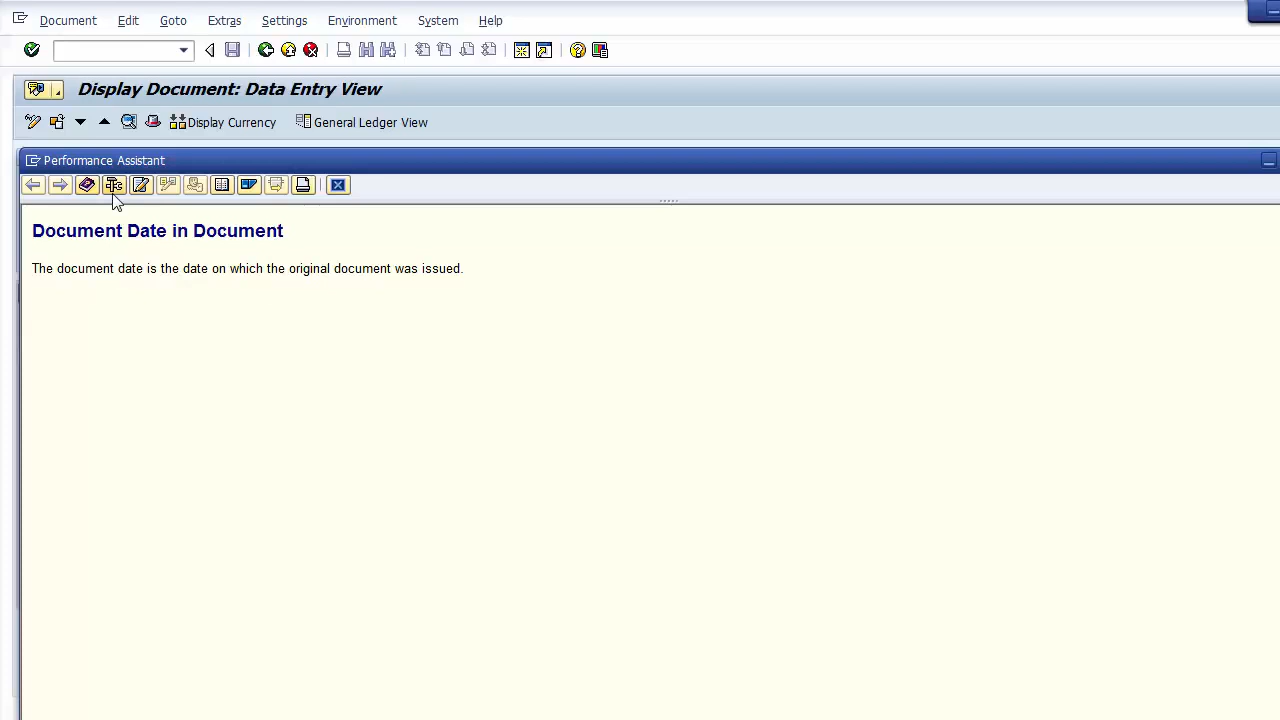 Document Edit Goto Extras Settings Environment System Help
Display Document: Data Entry View
Display Currency General Ledger View
Performance Assistant
Document Date in Document
The document date is the date on which the original document was issued.